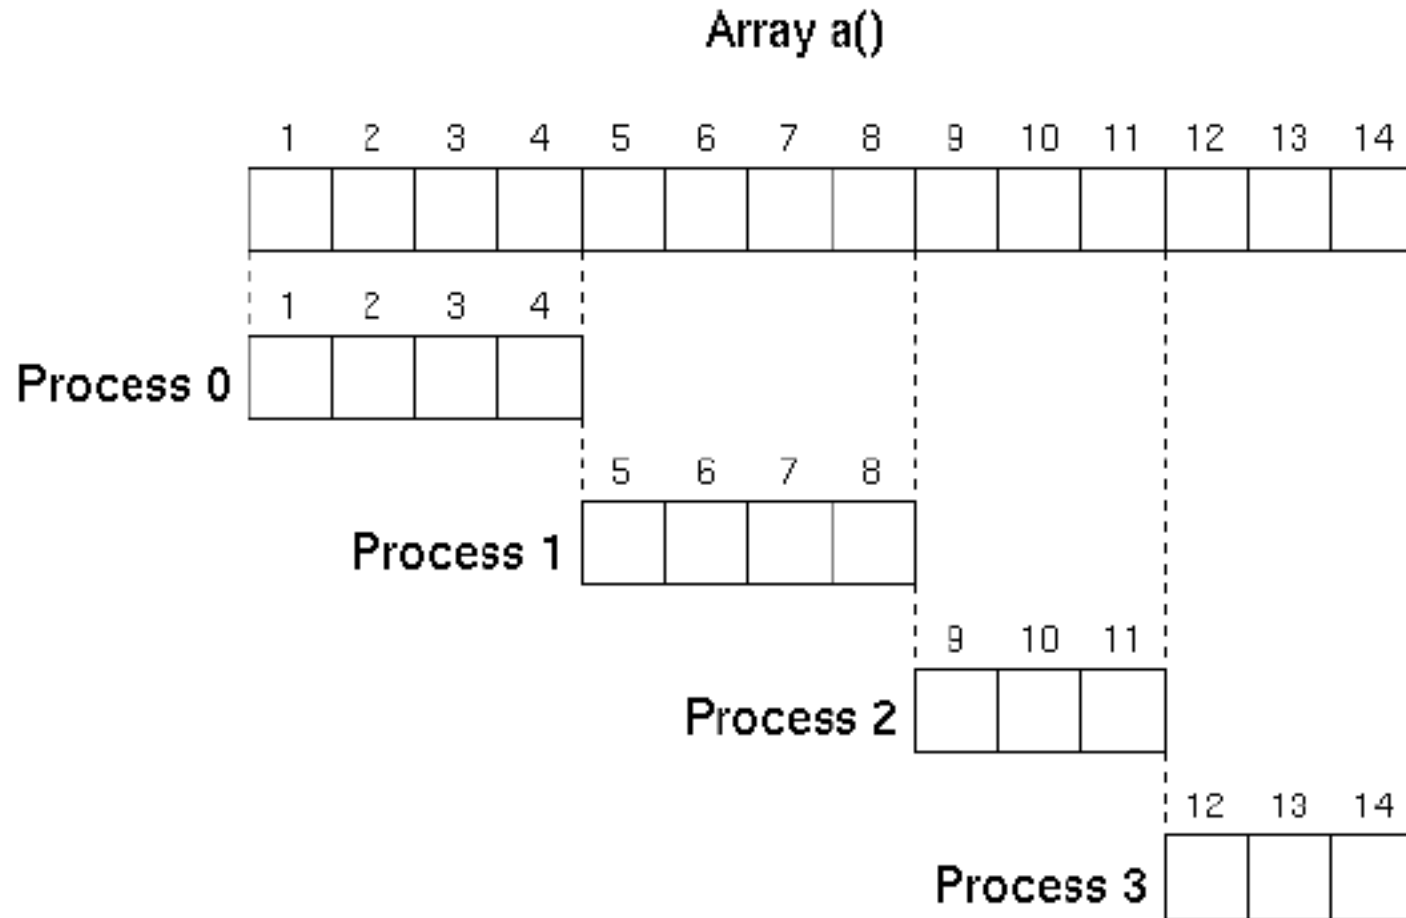 Array a()
1 2 3 4 5 6 7 8 9 10 11 12 13 14
1 2 3 4
Process 0
5 6 7 8
Process 1
9 10 11
Process 2
12 13 14
Process 3